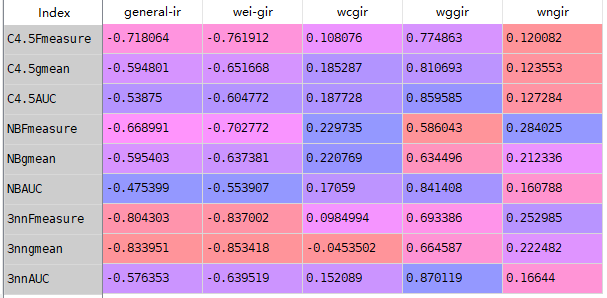 Index general-ir wei-gir wcgir wggir wngir
C4.5Fmeasure -0.718064 -0.761912 0.108076 0.774863 0.120082
C4.5gmean -0.594801 -0.651668 0.185287 0.810693 0.123553
C4.5AUC -0.53875 -0.604772 0.187728 0.859585 0.127284
NBFmeasure -0.668991 -0.702772 0.229735 0.586043 0.284025
NBgmean -0.595403 -0.637381 0.220769 0.634496 0.212336
NBAUC -0.475399 -0.553907 0.17059 0.841408 0.160788
3nnFmeasure -0.804303 -0.837002 0.0984994 0.693386 0.252985
3nngmean -0.833951 -0.853418 -0.0453502 0.664587 0.222482
3nnAUC -0.576353 -0.639519 0.152089 0.870119 0.16644